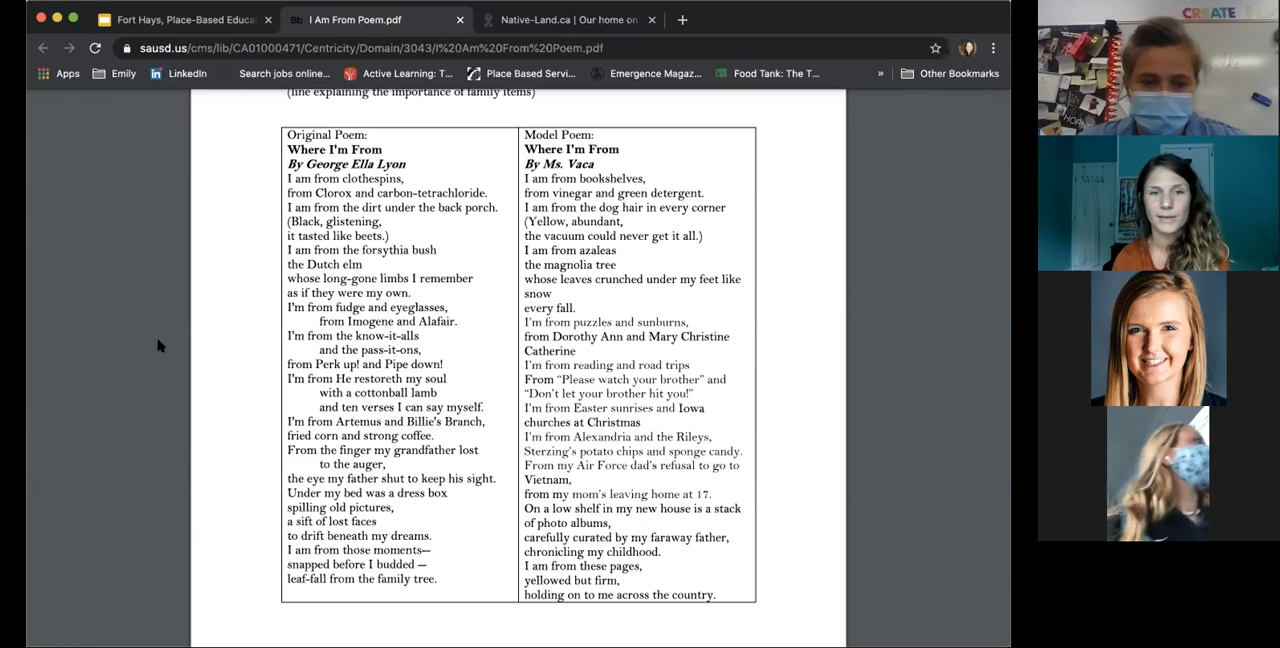 Fort Hays, Place-Based Educa
I Am From Poem.pdf
Native-Land.ca | Our home on
sausd.us/cms/lib/CA01000471/Centricity/Domain/3043/I%20Am%20From%20Poem.pdf
Apps
Emily
LinkedIn
Search jobs online...
Active Learning: T...
Place Based Servi...
Emergence Magaz...
Food Tank: The T...
»
Other Bookmarks
(line explaining the importance of family items)
Original Poem:
Where I'm From
By George Ella Lyon
I am from clothespins,
from Clorox and carbon-tetrachloride.
I am from the dirt under the back porch.
(Black, glistening,
it tasted like beets.)
I am from the forsythia bush
the Dutch elm
whose long-gone limbs I remember
as if they were my own.
I'm from fudge and eyeglasses,
from Imogene and Alafair.
I'm from the know-it-alls
and the pass-it-ons,
from Perk up! and Pipe down!
I'm from He restoreth my soul
with a cottonball lamb
and ten verses I can say myself.
I'm from Artemus and Billie's Branch,
fried corn and strong coffee.
From the finger my grandfather lost
to the auger,
the eye my father shut to keep his sight.
Under my bed was a dress box
spilling old pictures,
a sift of lost faces
to drift beneath my dreams.
I am from those moments--
snapped before I budded --
leaf-fall from the family tree.
Model Poem:
Where I'm From
By Ms. Vaca
I am from bookshelves,
from vinegar and green detergent.
I am from the dog hair in every corner
(Yellow, abundant,
the vacuum could never get it all.)
I am from azaleas
the magnolia tree
whose leaves crunched under my feet like
snow
every fall.
I'm from puzzles and sunburns,
from Dorothy Ann and Mary Christine
Catherine
I'm from reading and road trips
From "Please watch your brother" and
"Don't let your brother hit you!"
I'm from Easter sunrises and Iowa
churches at Christmas
I'm from Alexandria and the Rileys,
Sterzing's potato chips and sponge candy.
From my Air Force dad's refusal to go to
Vietnam,
from my mom's leaving home at 17.
On a low shelf in my new house is a stack
of photo albums,
carefully curated by my faraway father,
chronicling my childhood.
I am from these pages,
yellowed but firm,
holding on to me across the country.
CREATE